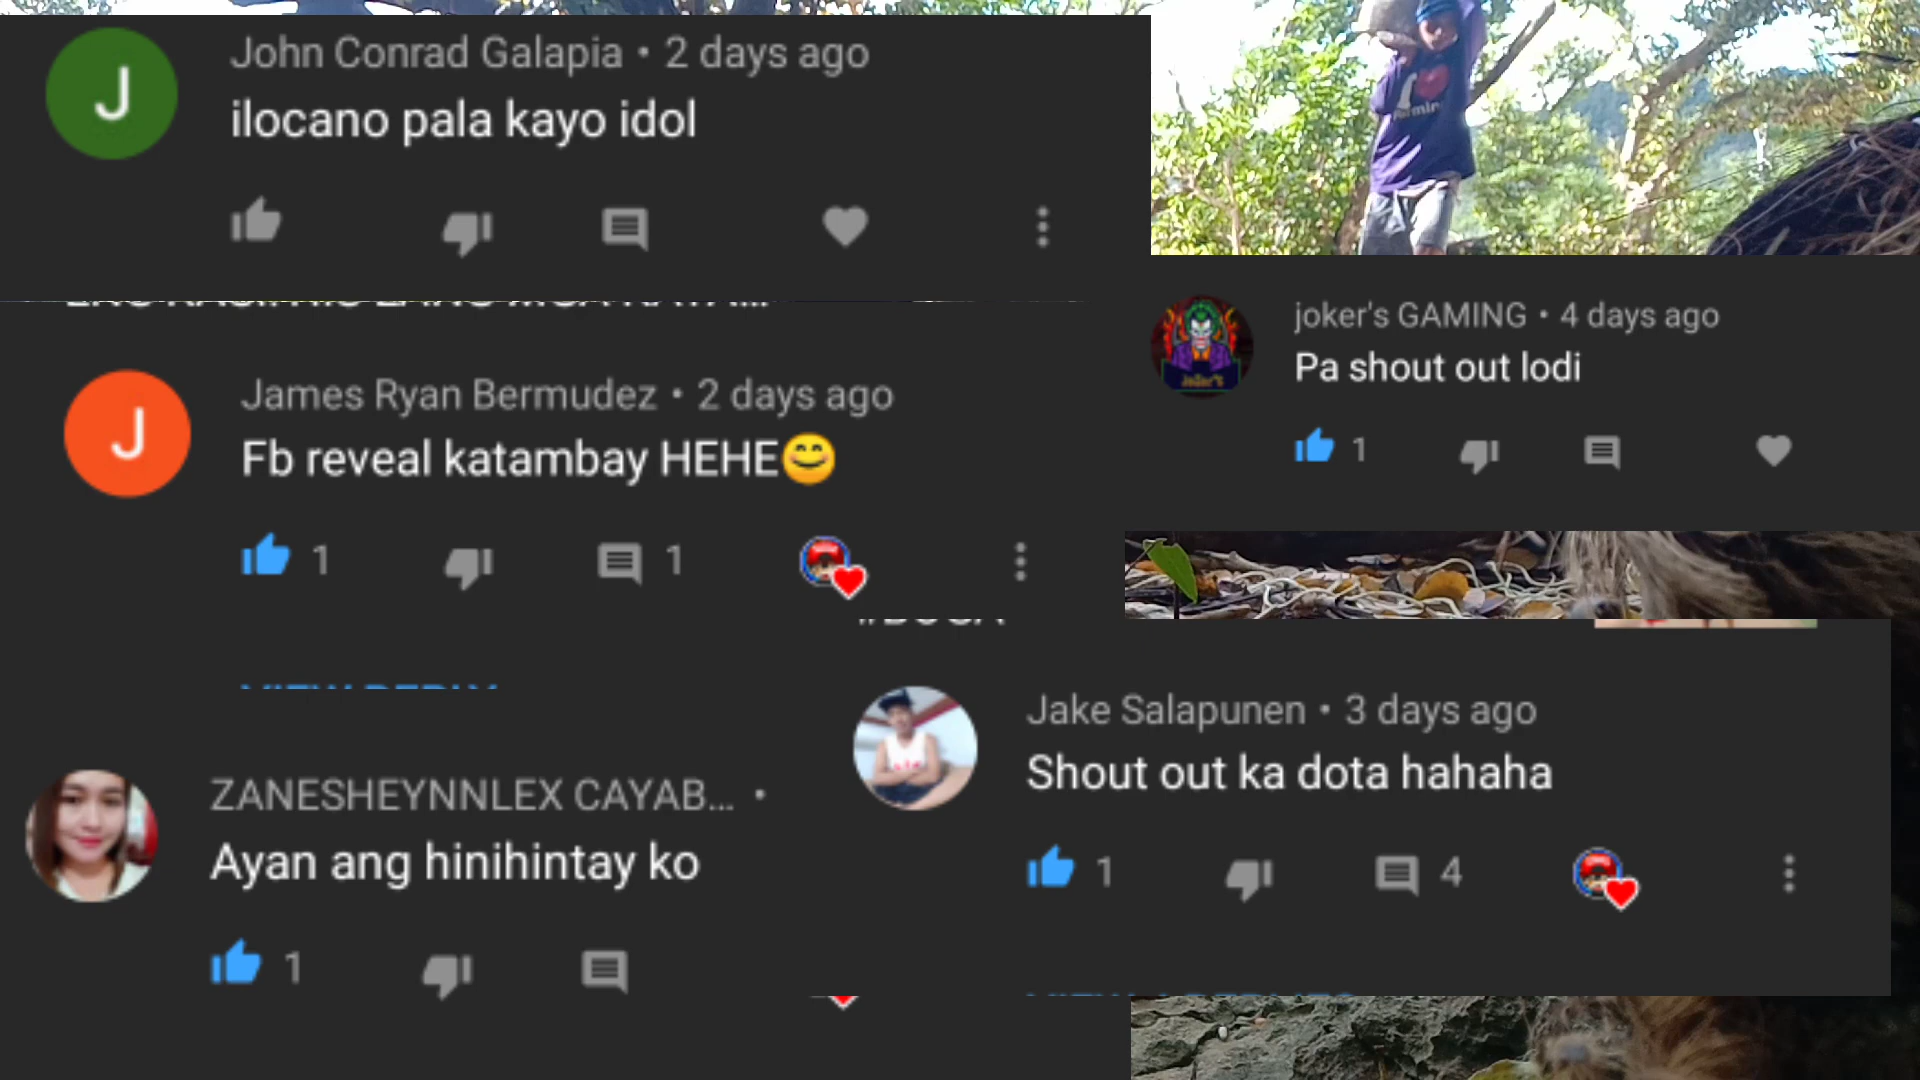 John Conrad Galapia • 2 days ago
ilocano pala kayo idol
James Ryan Bermudez • 2 days ago
Fb reveal katambay HEHE😊
1
1
ZANESHEYNNLEX CAYAB... •
Ayan ang hinihintay ko
1
I
joker's GAMING • 4 days ago
Pa shout out lodi
1
Jake Salapunen • 3 days ago
Shout out ka dota hahaha
1
4